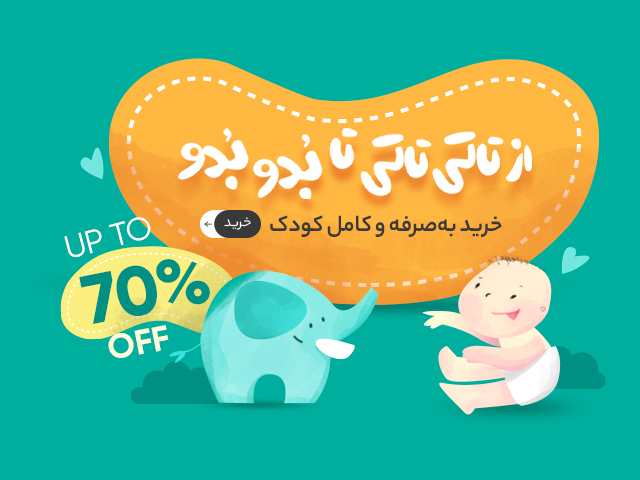 از تاتی تاتی تا بُدو بُدو
خرید به‌صرفه و کامل کودک
خرید
UP TO
70%
OFF